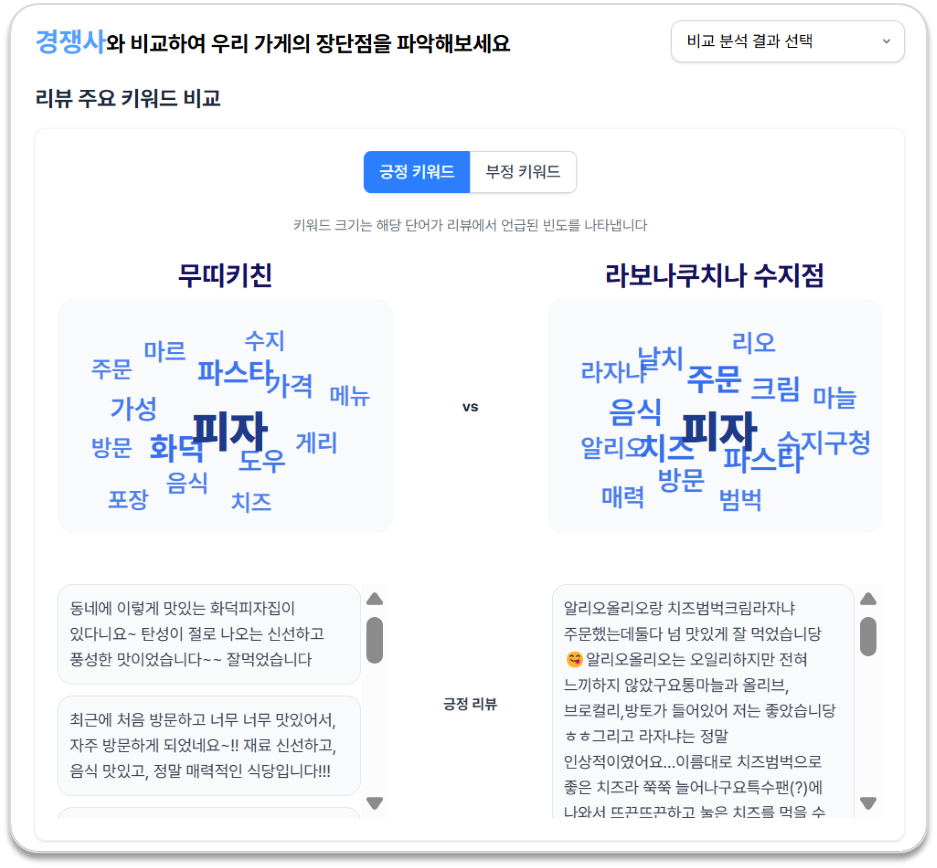 경쟁사와 비교하여 우리 가게의 장단점을 파악해보세요
비교 분석 결과 선택
리뷰 주요 키워드 비교
긍정 키워드
부정 키워드
키워드 크기는 해당 단어가 리뷰에서 언급된 빈도를 나타냅니다
무띠키친
수지
마르
주문
파스타
가격
메뉴
가성
피자
방문
화덕
게리
도우
음식
포장
치즈
vs
라보나쿠치나 수지점
리오
날치
라자냐
주문
크림
마늘
음식
피자
알리오
치즈
수지구청
파스타
방문
매력
범벅
동네에 이렇게 맛있는 화덕피자집이
있다니요~ 탄성이 절로 나오는 신선하고
풍성한 맛이었습니다~~ 잘먹었습니다
최근에 처음 방문하고 너무 너무 맛있어서,
자주 방문하게 되었네요~!! 재료 신선하고,
음식 맛있고, 정말 매력적인 식당입니다!!!
긍정 리뷰
알리오올리오랑 치즈범벅크림라자냐
주문했는데둘다 넘 맛있게 잘 먹었습니당
😋알리오올리오는 오일리하지만 전혀
느끼하지 않았구요통마늘과 올리브,
브로컬리,방토가 들어있어 저는 좋았습니당
ㅎㅎ그리고 라자냐는 정말
인상적이였어요...이름대로 치즈범벅으로
좋은 치즈라 쭉쭉 늘어나구요특수팬(?)에
나와서 뜨끈뜨끈하고 눌은 치즈를 먹을 수